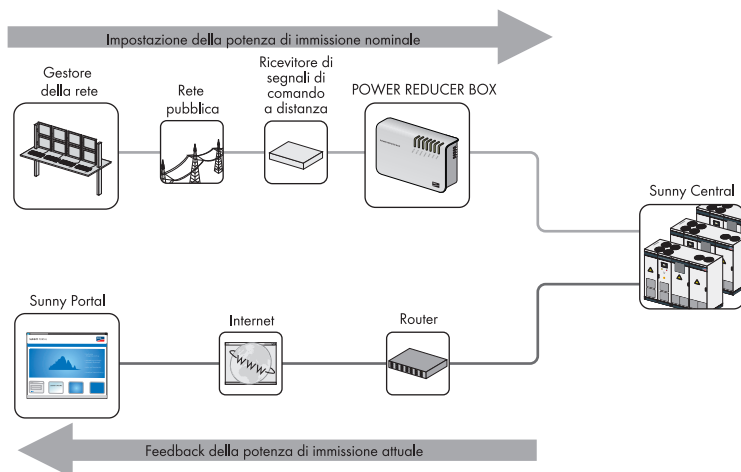 Impostazione della potenza di immissione nominale
Gestore
della rete
Rete
pubblica
Ricevitore di
segnali di
comando
a distanza
POWER REDUCER BOX
Sunny Central
Sunny Portal
Internet
Router
Feedback della potenza di immissione attuale